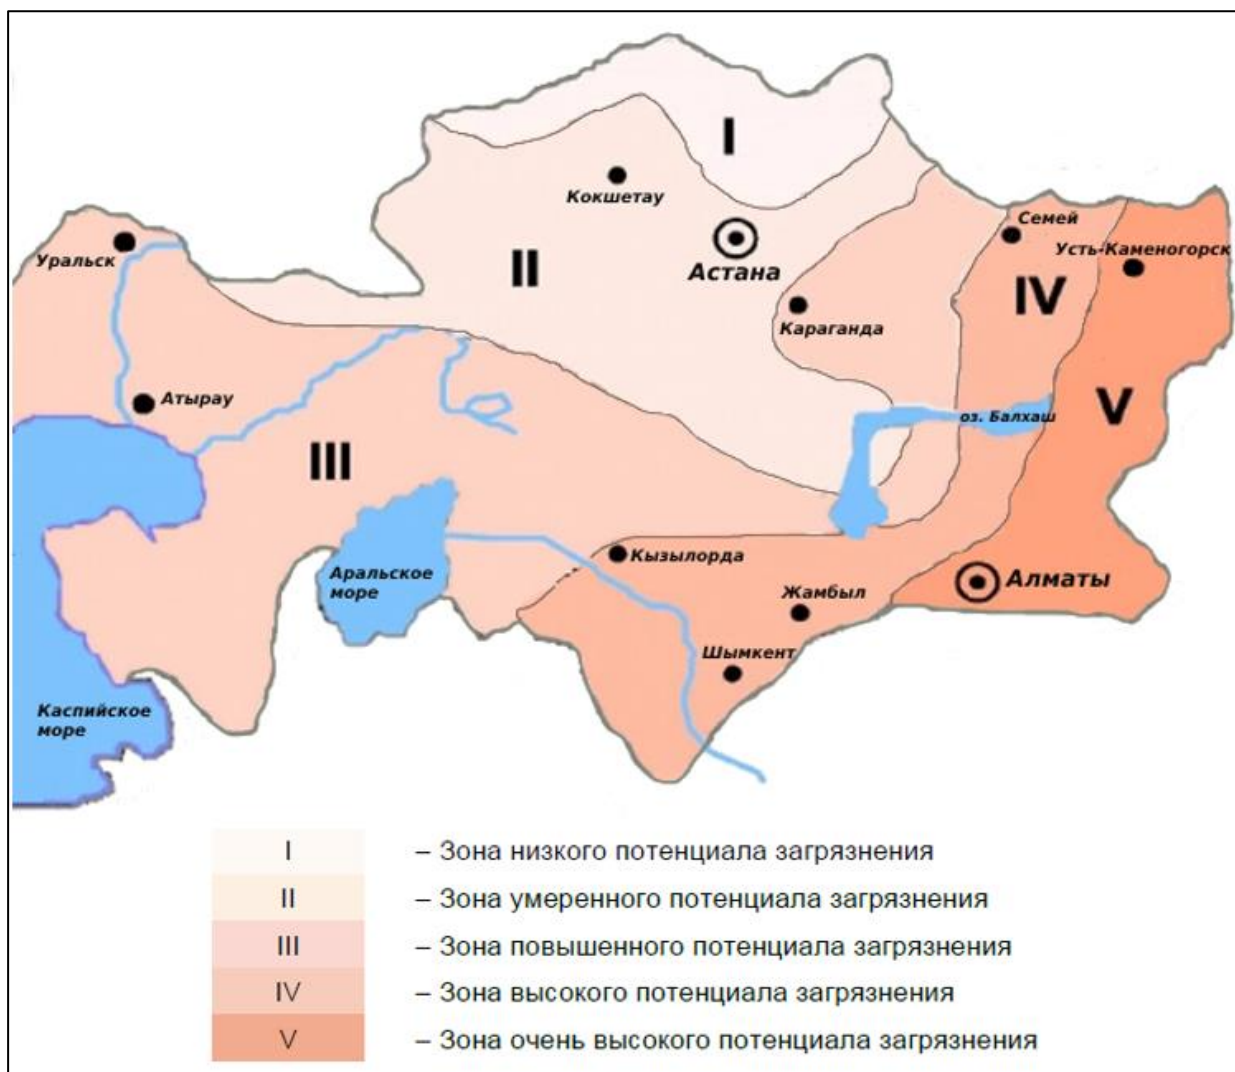 I
Кокшетау
Семей
Уральск
Усть-Каменогорск
II
Астана
IV
Караганда
Атырау
V
оз. Балхаш
III
Кызылорда
Аральское
море
Алматы
Жамбыл
Шымкент
Каспийское
море
I – Зона низкого потенциала загрязнения
II – Зона умеренного потенциала загрязнения
III – Зона повышенного потенциала загрязнения
IV – Зона высокого потенциала загрязнения
V – Зона очень высокого потенциала загрязнения